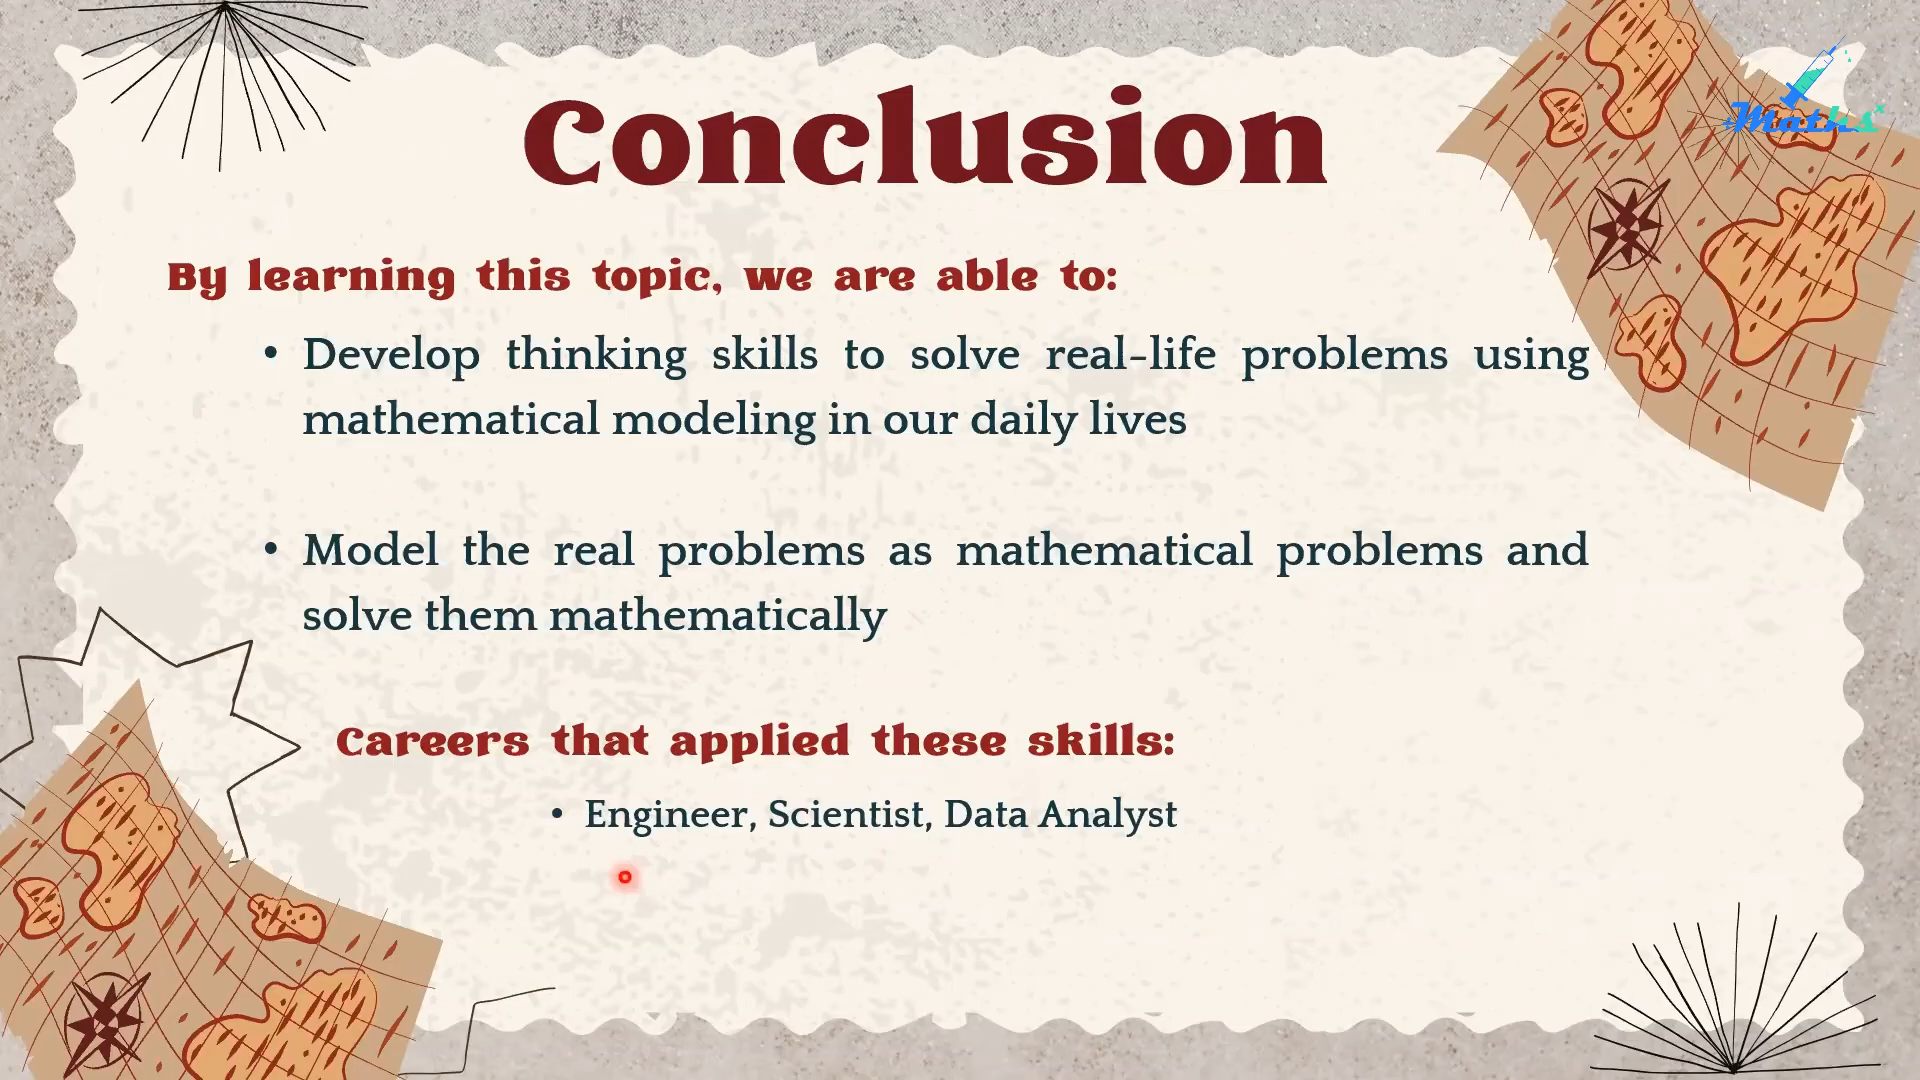 Maths
Conclusion
By learning this topic, we are able to:
• Develop thinking skills to solve real-life problems using
mathematical modeling in our daily lives
• Model the real problems as mathematical problems and
solve them mathematically
Careers that applied these skills:
• Engineer, Scientist, Data Analyst